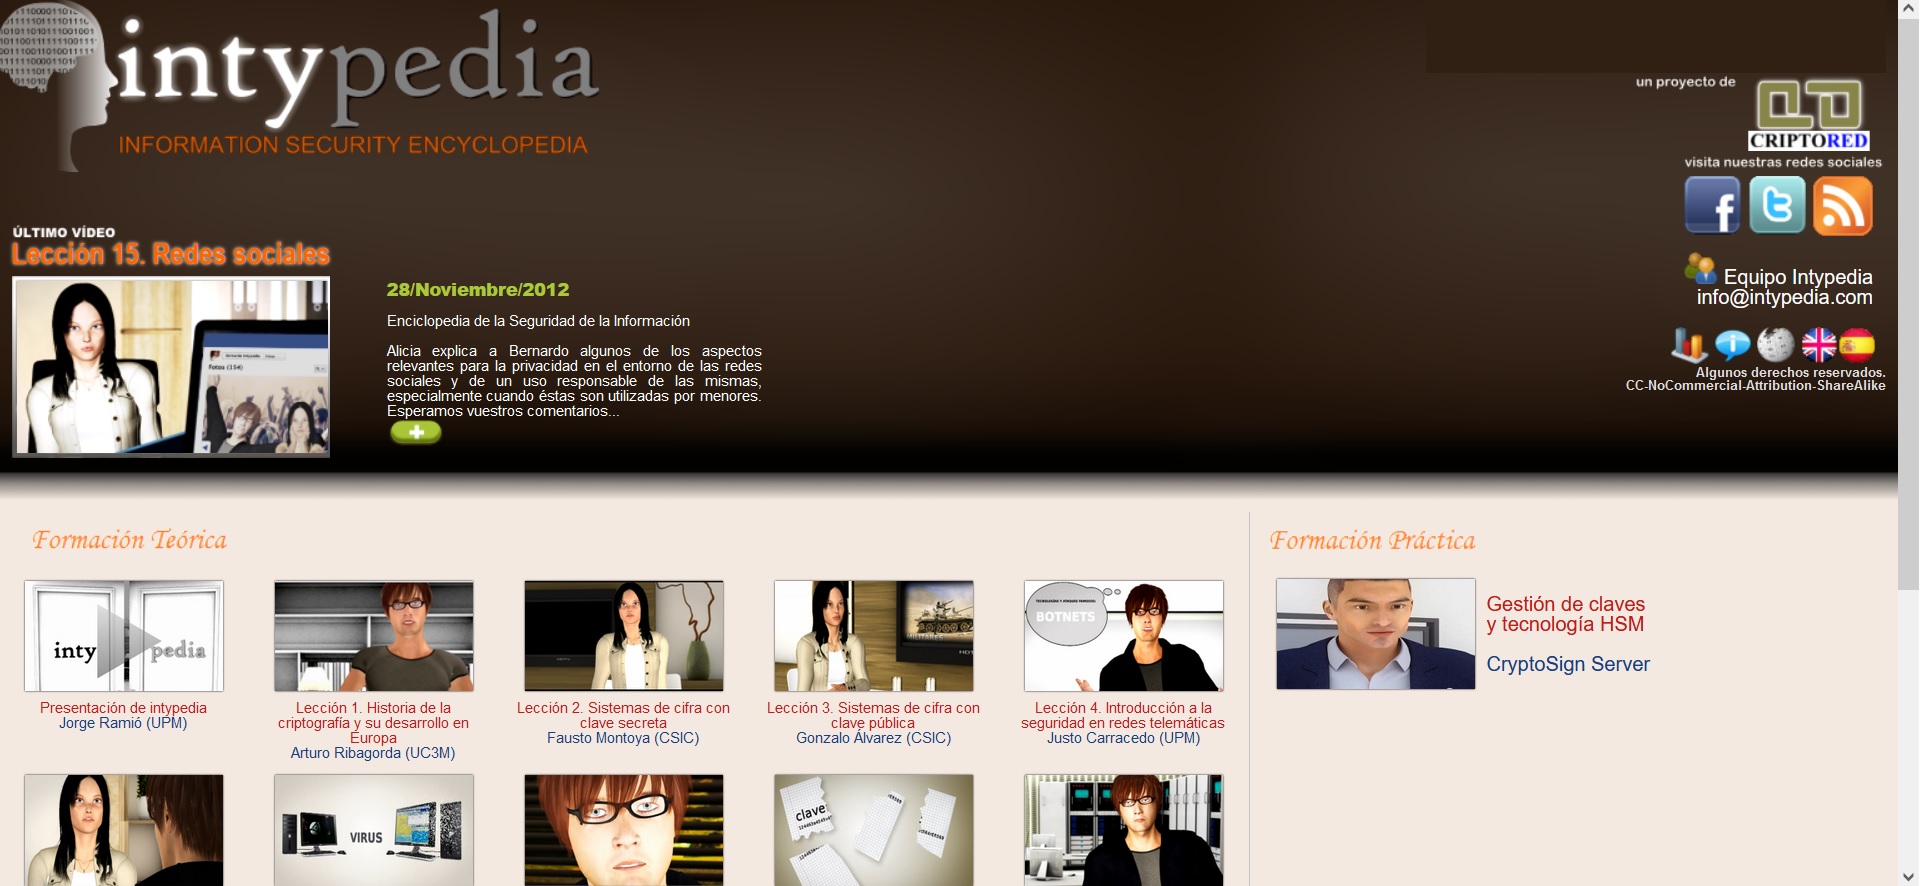 intypedia
INFORMATION SECURITY ENCYCLOPEDIA
un proyecto de
CRIPTORED
visita nuestras redes sociales
ÚLTIMO VÍDEO
Lección 15. Redes sociales
Fotos (154)
28/Noviembre/2012
Enciclopedia de la Seguridad de la Información
Alicia explica a Bernardo algunos de los aspectos
relevantes para la privacidad en el entorno de las redes
sociales y de un uso responsable de las mismas,
especialmente cuando éstas son utilizadas por menores.
Esperamos vuestros comentarios...
Equipo Intypedia
info@intypedia.com
Algunos derechos reservados.
CC-NoCommercial-Attribution-ShareAlike
Formación Teórica
intypedia
Presentación de intypedia
Jorge Ramió (UPM)
Lección 1. Historia de la
criptografía y su desarrollo en
Europa
Arturo Ribagorda (UC3M)
Lección 2. Sistemas de cifra con
clave secreta
Fausto Montoya (CSIC)
MILITARES
Lección 3. Sistemas de cifra con
clave pública
Gonzalo Álvarez (CSIC)
BOTNETS
Lección 4. Introducción a la
seguridad en redes telemáticas
Justo Carracedo (UPM)
VIRUS
clave
Formación Práctica
Gestión de claves
y tecnología HSM
CryptoSign Server